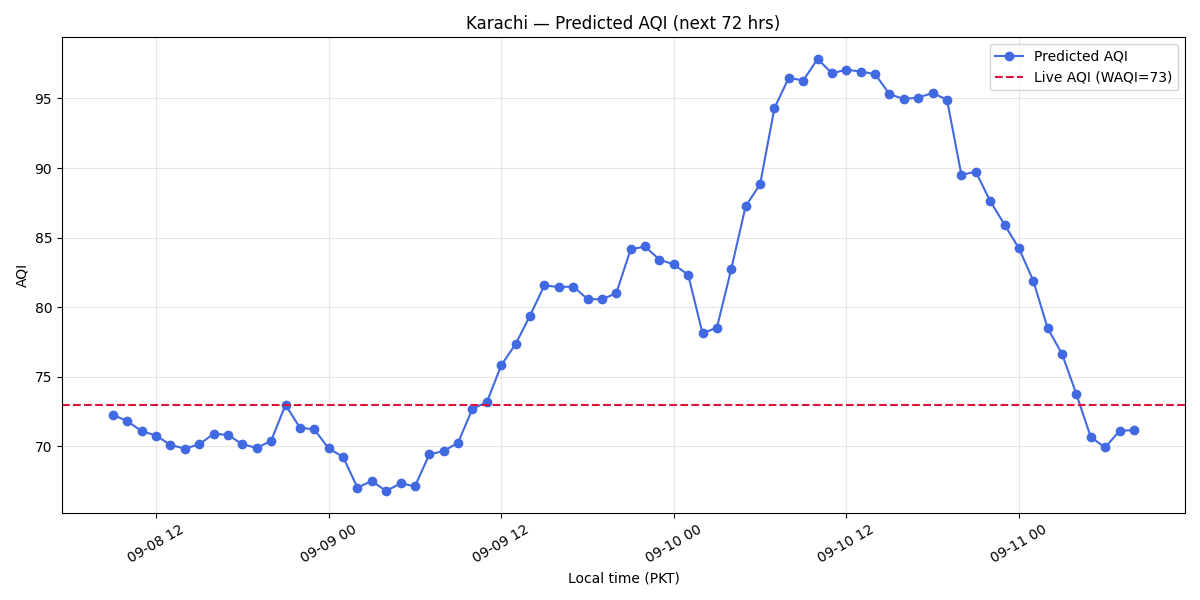 Karachi — Predicted AQI (next 72 hrs)
Predicted AQI
Live AQI (WAQI=73)
AQI
95
90
85
80
75
70
09-08 12
09-09 00
09-09 12
09-10 00
09-10 12
09-11 00
Local time (PKT)